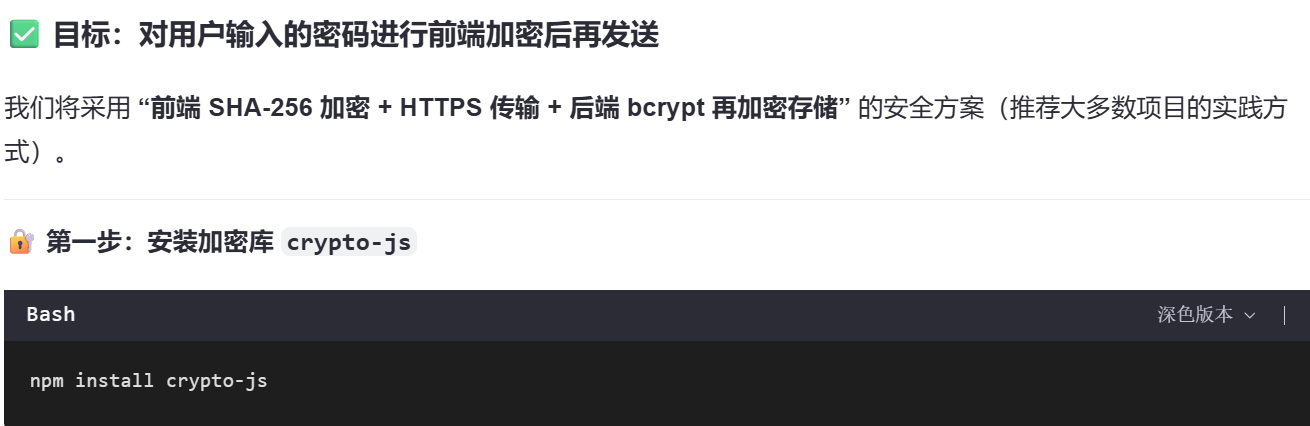 ✅ 目标：对用户输入的密码进行前端加密后再发送
我们将采用 “前端 SHA-256 加密 + HTTPS 传输 + 后端 bcrypt 再加密存储” 的安全方案（推荐大多数项目的实践方
式）。
🔐 第一步：安装加密库 crypto-js
Bash 深色版本
npm install crypto-js